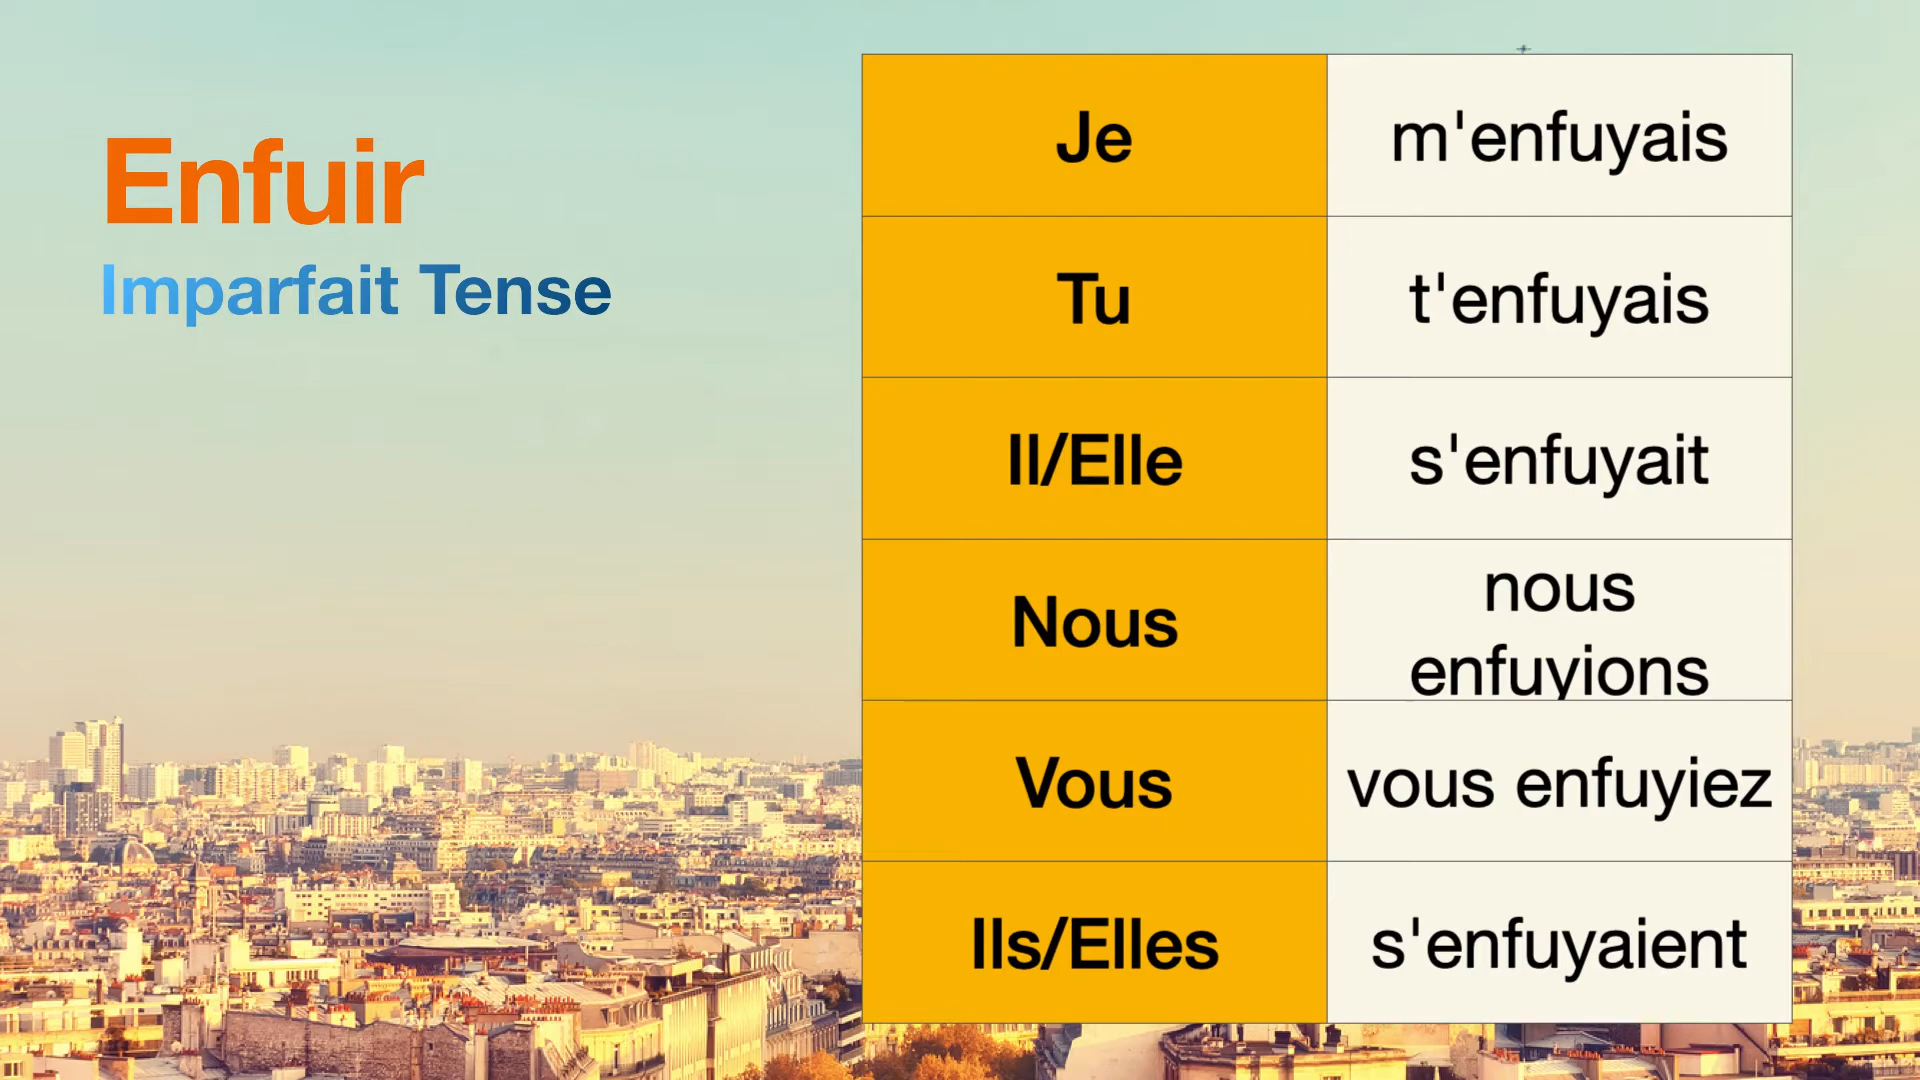 Enfuir
Imparfait Tense
Je m'enfuyais
Tu t'enfuyais
Il/Elle s'enfuyait
Nous nous
enfuyions
Vous vous enfuyiez
Ils/Elles s'enfuyaient